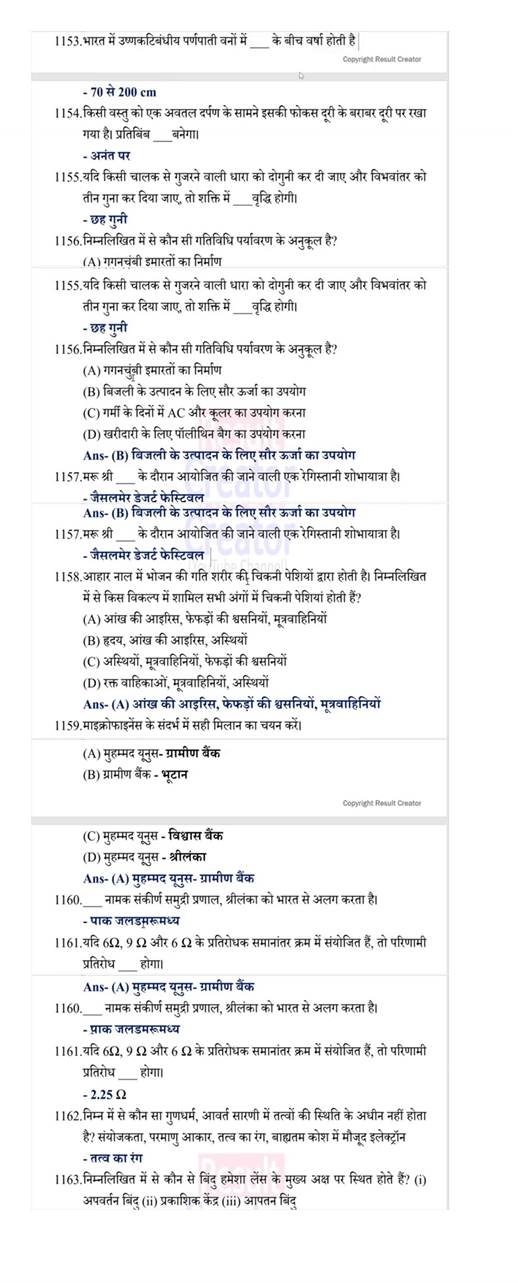 1153.भारत में उष्णकटिबंधीय पर्णपाती वनों में ____ के बीच वर्षा होती है
Copyright Result Creator
- 70 से 200 cm
1154.किसी वस्तु को एक अवतल दर्पण के सामने इसकी फोकस दूरी के बराबर दूरी पर रखा
गया है। प्रतिबिंब ____बनेगा।
- अनंत पर
1155.यदि किसी चालक से गुजरने वाली धारा को दोगुनी कर दी जाए और विभवांतर को
तीन गुना कर दिया जाए, तो शक्ति में ____वृद्धि होगी।
- छह गुनी
1156.निम्नलिखित में से कौन सी गतिविधि पर्यावरण के अनुकूल है?
(A) गगनचुंबी इमारतों का निर्माण
1155.यदि किसी चालक से गुजरने वाली धारा को दोगुनी कर दी जाए और विभवांतर को
तीन गुना कर दिया जाए, तो शक्ति में ____वृद्धि होगी।
- छह गुनी
1156.निम्नलिखित में से कौन सी गतिविधि पर्यावरण के अनुकूल है?
(A) गगनचुंबी इमारतों का निर्माण
(B) बिजली के उत्पादन के लिए सौर ऊर्जा का उपयोग
(C) गर्मी के दिनों में AC और कूलर का उपयोग करना
(D) खरीदारी के लिए पॉलीथिन बैग का उपयोग करना
Ans- (B) बिजली के उत्पादन के लिए सौर ऊर्जा का उपयोग
1157.मरू श्री ____ के दौरान आयोजित की जाने वाली एक रेगिस्तानी शोभायात्रा है।
- जैसलमेर डेजर्ट फेस्टिवल
Ans- (B) बिजली के उत्पादन के लिए सौर ऊर्जा का उपयोग
1157.मरू श्री ____ के दौरान आयोजित की जाने वाली एक रेगिस्तानी शोभायात्रा है।
- जैसलमेर डेजर्ट फेस्टिवल
1158.आहार नाल में भोजन की गति शरीर की चिकनी पेशियों द्वारा होती है। निम्नलिखित
में से किस विकल्प में शामिल सभी अंगों में चिकनी पेशियां होती हैं?
(A) आंख की आइरिस, फेफड़ों की श्वसनियों, मूत्रवाहिनियों
(B) हृदय, आंख की आइरिस, अस्थियों
(C) अस्थियों, मूत्रवाहिनियों, फेफड़ों की श्वसनियों
(D) रक्त वाहिकाओं, मूत्रवाहिनियों, अस्थियों
Ans- (A) आंख की आइरिस, फेफड़ों की श्वसनियों, मूत्रवाहिनियों
1159.माइक्रोफाइनेंस के संदर्भ में सही मिलान का चयन करें।
(A) मुहम्मद यूनुस- ग्रामीण बैंक
(B) ग्रामीण बैंक - भूटान
Copyright Result Creator
(C) मुहम्मद यूनुस - विश्वास बैंक
(D) मुहम्मद यूनुस - श्रीलंका
Ans- (A) मुहम्मद यूनुस- ग्रामीण बैंक
1160.____ नामक संकीर्ण समुद्री प्रणाल, श्रीलंका को भारत से अलग करता है।
- पाक जलडमरूमध्य
1161.यदि 6Ω, 9 Ω और 6 Ω के प्रतिरोधक समानांतर क्रम में संयोजित हैं, तो परिणामी
प्रतिरोध ____ होगा।
Ans- (A) मुहम्मद यूनुस- ग्रामीण बैंक
1160.____ नामक संकीर्ण समुद्री प्रणाल, श्रीलंका को भारत से अलग करता है।
- पाक जलडमरूमध्य
1161.यदि 6Ω, 9 Ω और 6 Ω के प्रतिरोधक समानांतर क्रम में संयोजित हैं, तो परिणामी
प्रतिरोध ____ होगा।
- 2.25 Ω
1162.निम्न में से कौन सा गुणधर्म, आवर्त सारणी में तत्वों की स्थिति के अधीन नहीं होता
है? संयोजकता, परमाणु आकार, तत्व का रंग, बाह्यतम कोश में मौजूद इलेक्ट्रॉन
- तत्व का रंग
1163.निम्नलिखित में से कौन से बिंदु हमेशा लेंस के मुख्य अक्ष पर स्थित होते हैं? (i)
अपवर्तन बिंदु (ii) प्रकाशिक केंद्र (iii) आपतन बिंदु